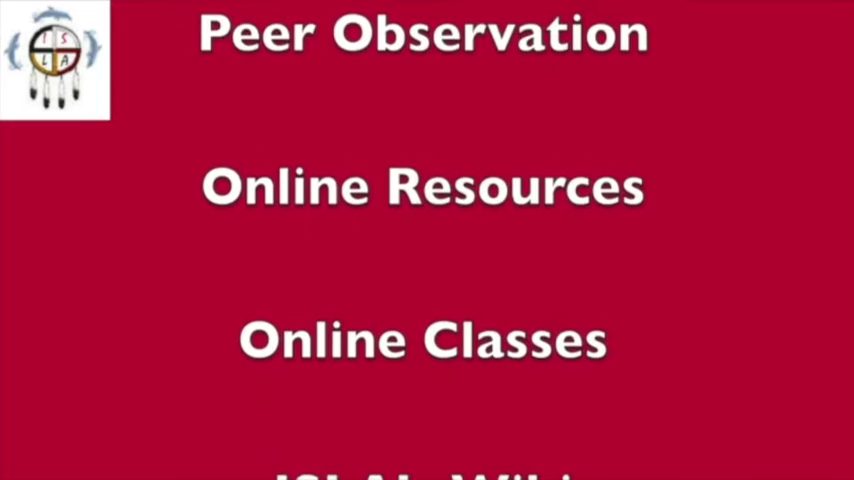 I S
L A
Peer Observation
Online Resources
Online Classes